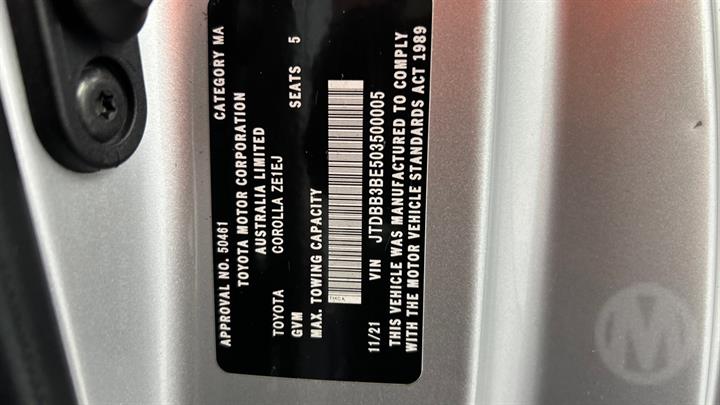 APPROVAL NO. 50461 CATEGORY MA
TOYOTA MOTOR CORPORATION
AUSTRALIA LIMITED
TOYOTA COROLLA ZE1EJ
GVM SEATS 5
MAX. TOWING CAPACITY
11/21 VIN JTDBB3BE503500005
THIS VEHICLE WAS MANUFACTURED TO COMPLY
WITH THE MOTOR VEHICLE STANDARDS ACT 1989
M